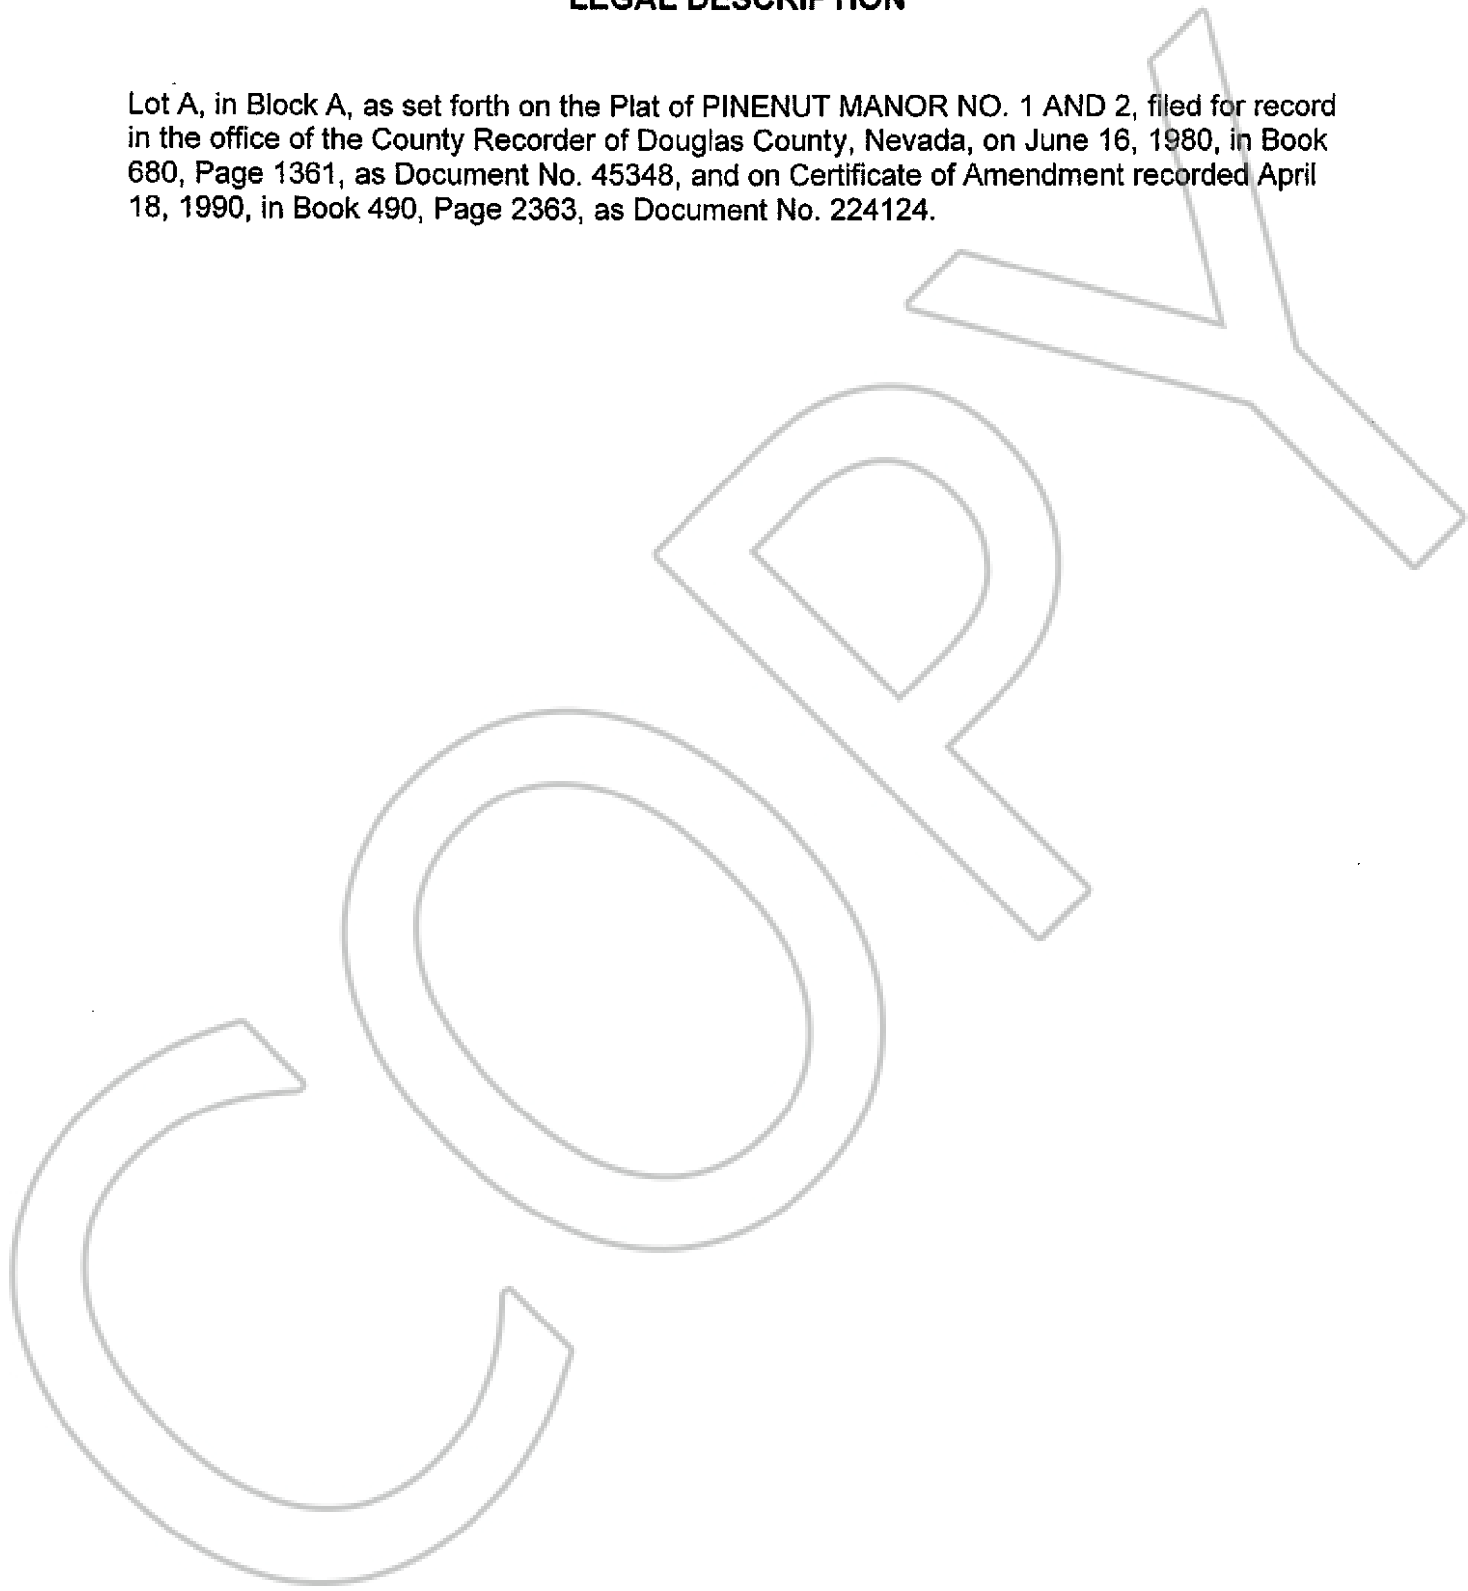 LEGAL DESCRIPTION
Lot A, in Block A, as set forth on the Plat of PINENUT MANOR NO. 1 AND 2, filed for record
in the office of the County Recorder of Douglas County, Nevada, on June 16, 1980, in Book
680, Page 1361, as Document No. 45348, and on Certificate of Amendment recorded April
18, 1990, in Book 490, Page 2363, as Document No. 224124.
COPY